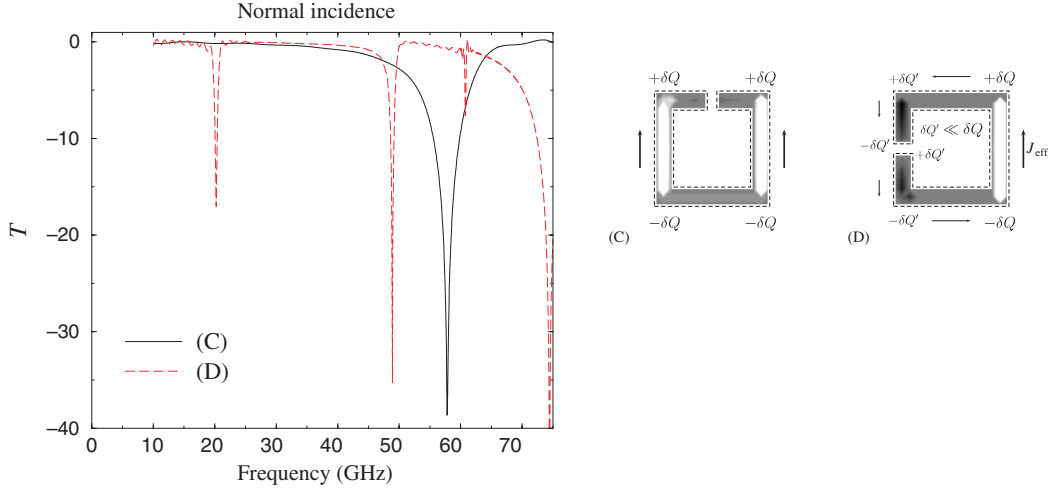 Normal incidence
0
−10
−20
−30
−40
T
0 10 20 30 40 50 60 70
Frequency (GHz)
(C)
(D)
+δQ +δQ
−δQ −δQ
(C)
+δQ′ +δQ
δQ′ ≪ δQ
−δQ′
+δQ′
J_eff
−δQ′ −δQ
(D)